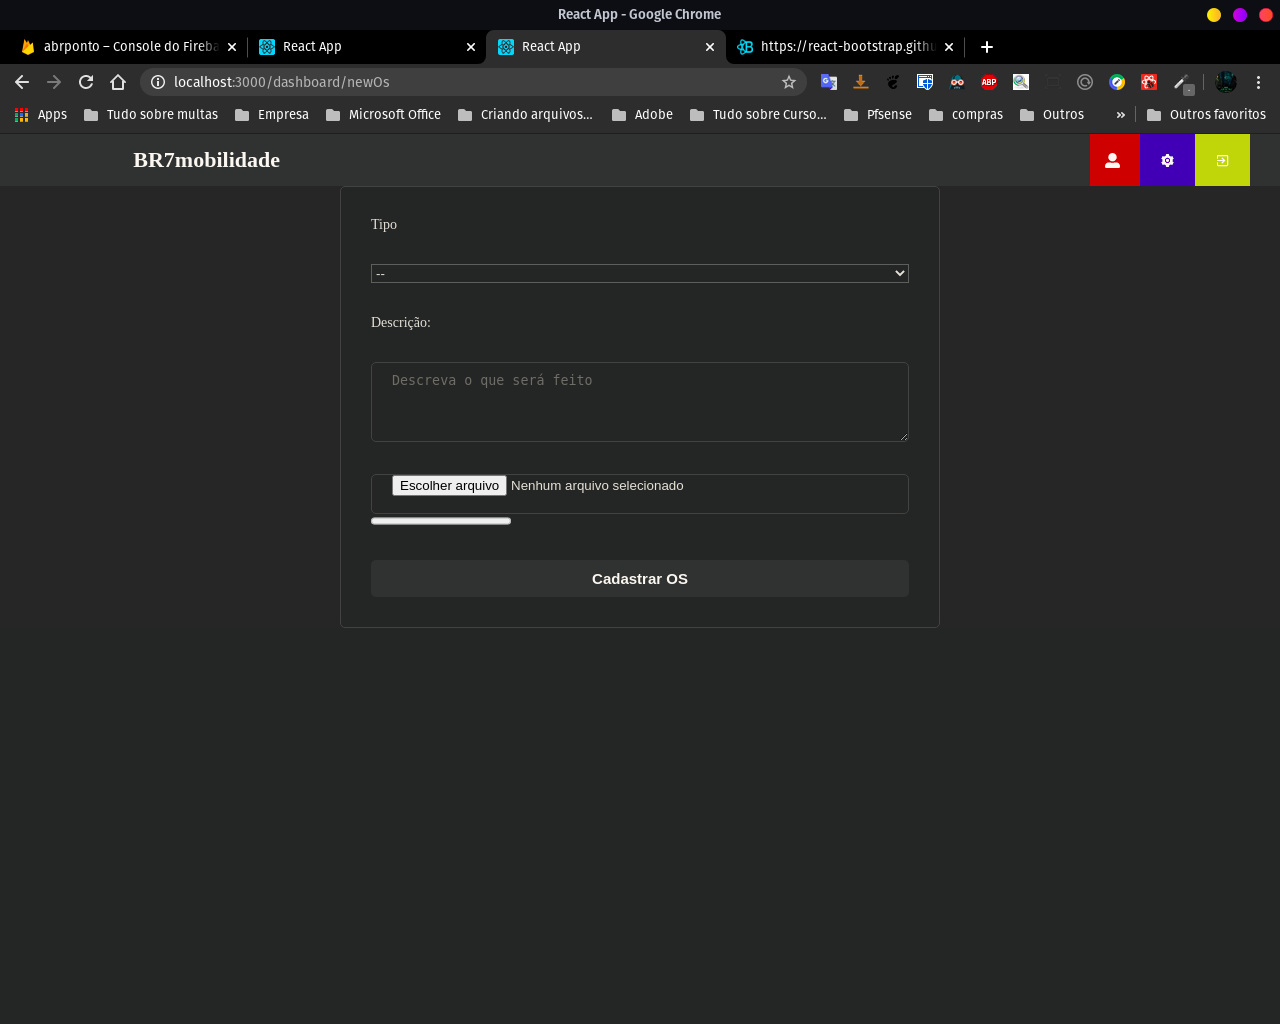 React App - Google Chrome
abrponto – Console do Fireba
React App
React App
https://react-bootstrap.githu
localhost:3000/dashboard/newOs
ABP
Apps
Tudo sobre multas
Empresa
Microsoft Office
Criando arquivos...
Adobe
Tudo sobre Curso...
Pfsense
compras
Outros
»
Outros favoritos
BR7mobilidade
Tipo
--
Descrição:
Descreva o que será feito
Escolher arquivo Nenhum arquivo selecionado
Cadastrar OS